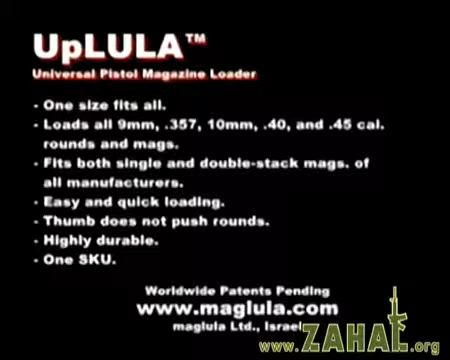 UpLULA™
Universal Pistol Magazine Loader
- One size fits all.
- Loads all 9mm, .357, 10mm, .40, and .45 cal.
rounds and mags.
- Fits both single and double-stack mags. of
all manufacturers.
- Easy and quick loading.
- Thumb does not push rounds.
- Highly durable.
- One SKU.
Worldwide Patents Pending
www.maglula.com
maglula Ltd., Israel
www.ZAHAL.org